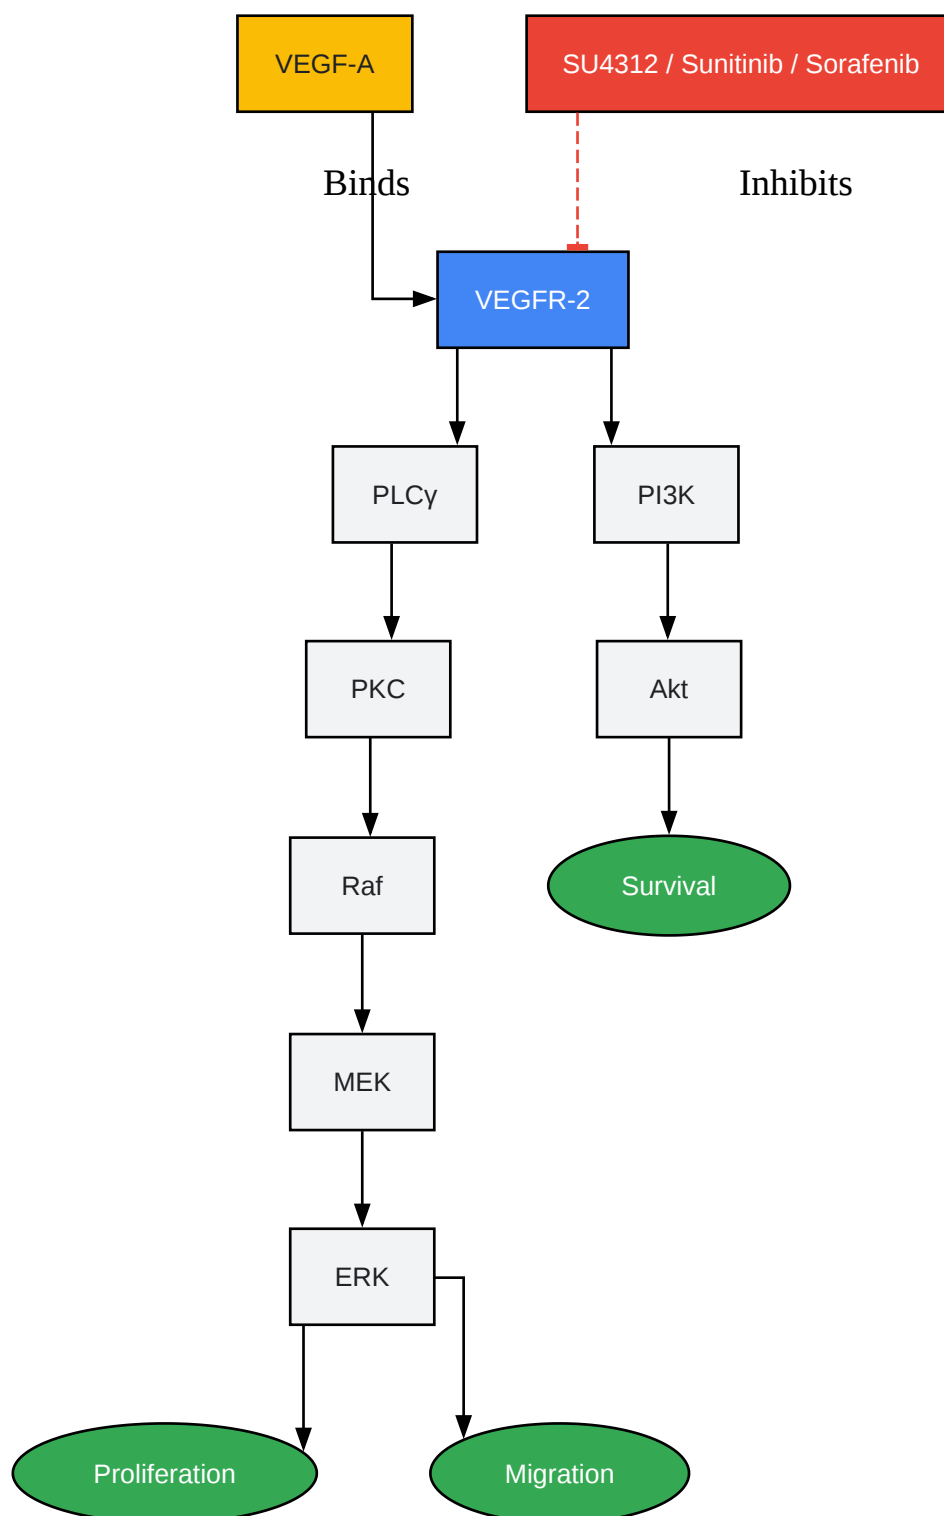 VEGF-A
SU4312 / Sunitinib / Sorafenib
Binds
Inhibits
VEGFR-2
PLCγ
PI3K
PKC
Akt
Raf
Survival
MEK
ERK
Proliferation
Migration